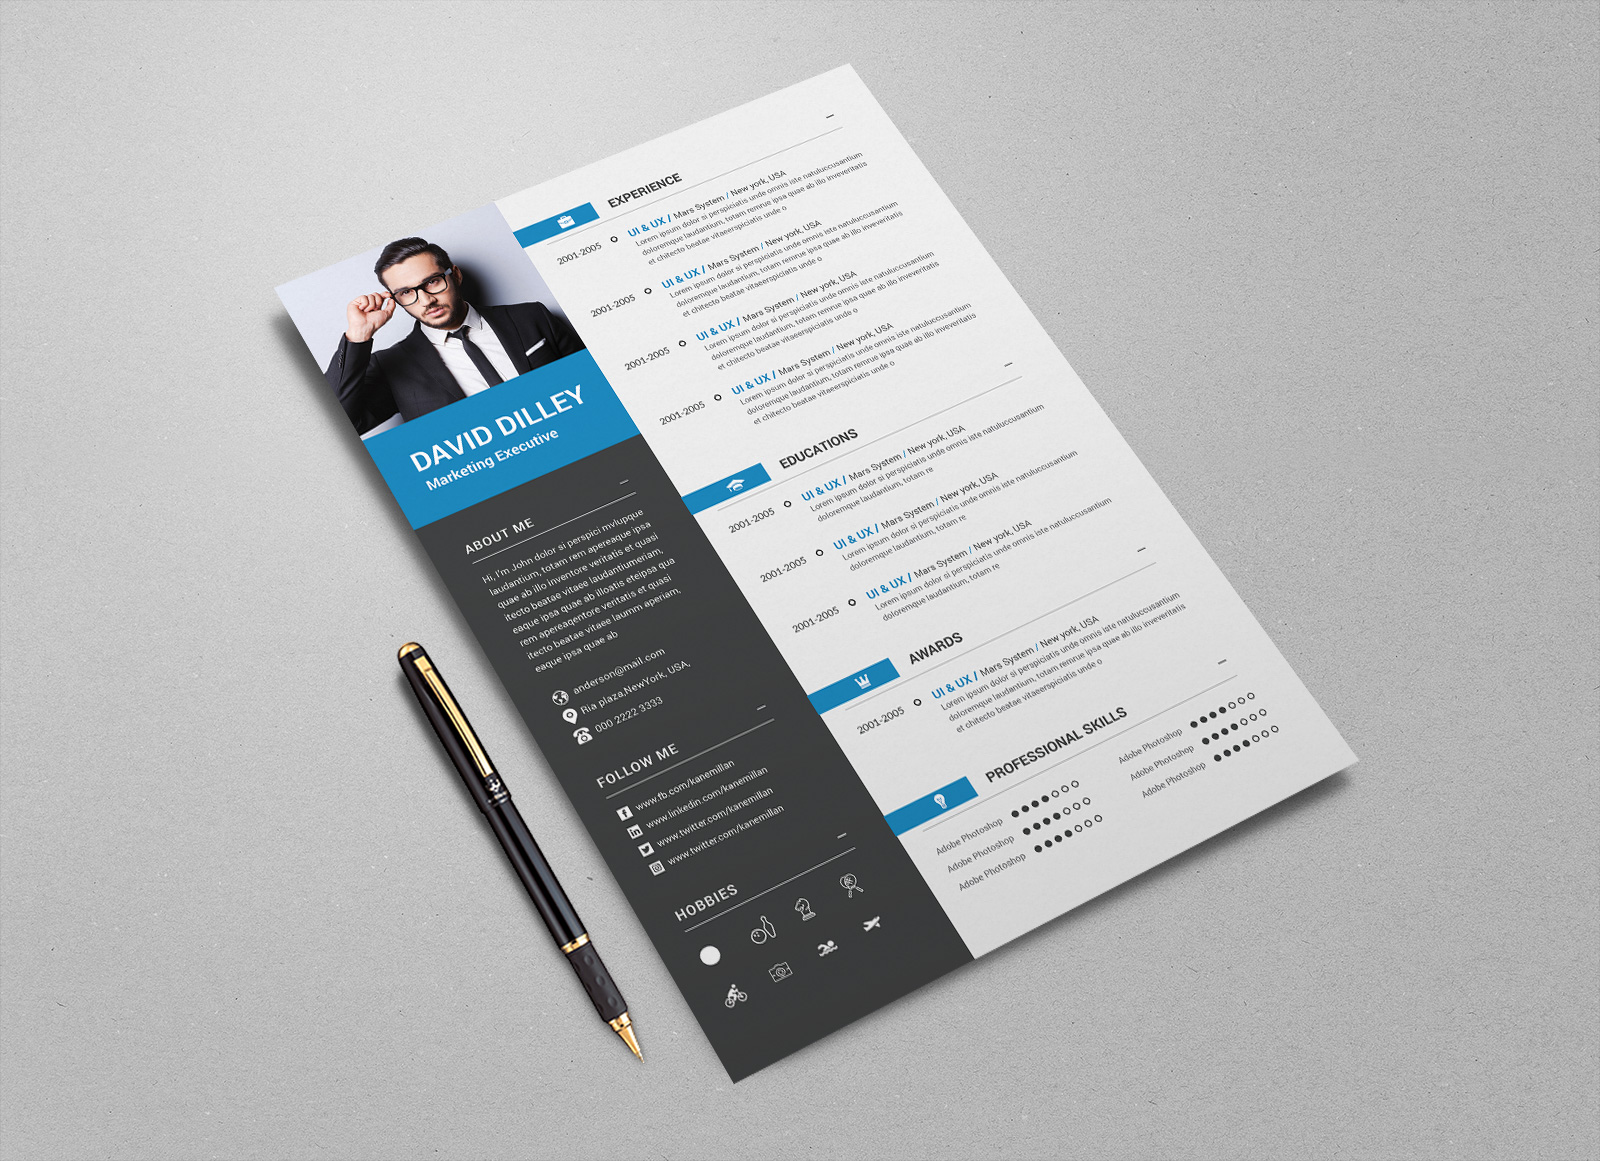 DAVID DILLEY
Marketing Executive
ABOUT ME
Hi, I'm John dolor si perspici mvlupque
laudantium, totam rem apereaque ipsa
quae ab illo inventore veritatis et quasi
itecto beatae vitaee laudantiumeriam,
eaque ipsa quae ab illoatis eteipsa qua
rem apereaqentore veritatis et quasi
itecto beatae vitaee laumm aperiam,
eaque ipsa quae ab
anderson@mail.com
Ria plaza,NewYork, USA,
000 2222 3333
FOLLOW ME
www.fb.com/kanemillan
www.linkedin.com/kanemillan
www.twitter.com/kanemillan
www.twitter.com/kanemillan
HOBBIES
EXPERIENCE
2001-2005
UI & UX / Mars System / New york, USA
Lorem ipsum dolor si perspiciatis unde omnis iste natuluccusantium
doloremque laudantium, totam remrue ipsa quae ab illo inveveritatis
et chitecto beatae vitaeerspiciatis unde o
2001-2005
UI & UX / Mars System / New york, USA
Lorem ipsum dolor si perspiciatis unde omnis iste natuluccusantium
doloremque laudantium, totam remrue ipsa quae ab illo inveveritatis
et chitecto beatae vitaeerspiciatis unde o
2001-2005
UI & UX / Mars System / New york, USA
Lorem ipsum dolor si perspiciatis unde omnis iste natuluccusantium
doloremque laudantium, totam remrue ipsa quae ab illo inveveritatis
et chitecto beatae vitaeerspiciatis unde o
2001-2005
UI & UX / Mars System / New york, USA
Lorem ipsum dolor si perspiciatis unde omnis iste natuluccusantium
doloremque laudantium, totam remrue ipsa quae ab illo inveveritatis
et chitecto beatae vitaeerspiciatis unde o
EDUCATIONS
2001-2005
UI & UX / Mars System / New york, USA
Lorem ipsum dolor si perspiciatis unde omnis iste natuluccusantium
doloremque laudantium, totam re
2001-2005
UI & UX / Mars System / New york, USA
Lorem ipsum dolor si perspiciatis unde omnis iste natuluccusantium
doloremque laudantium, totam re
2001-2005
UI & UX / Mars System / New york, USA
Lorem ipsum dolor si perspiciatis unde omnis iste natuluccusantium
doloremque laudantium, totam re
AWARDS
2001-2005
UI & UX / Mars System / New york, USA
Lorem ipsum dolor si perspiciatis unde omnis iste natuluccusantium
doloremque laudantium, totam remrue ipsa quae ab illo inveveritatis
et chitecto beatae vitaeerspiciatis unde o
PROFESSIONAL SKILLS
Adobe Photoshop
Adobe Photoshop
Adobe Photoshop
Adobe Photoshop
Adobe Photoshop
Adobe Photoshop